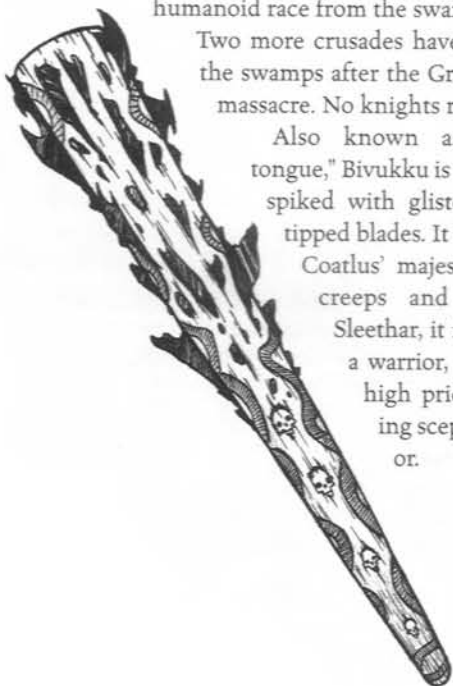 humanoid race from the swa
Two more crusades have
the swamps after the Gr
massacre. No knights
Also known a
tongue," Bivukku is
spiked with glist
tipped blades. It
Coatlus' majes
creeps and
Sleethar, it
a warrior,
high prie
ing scep
or.